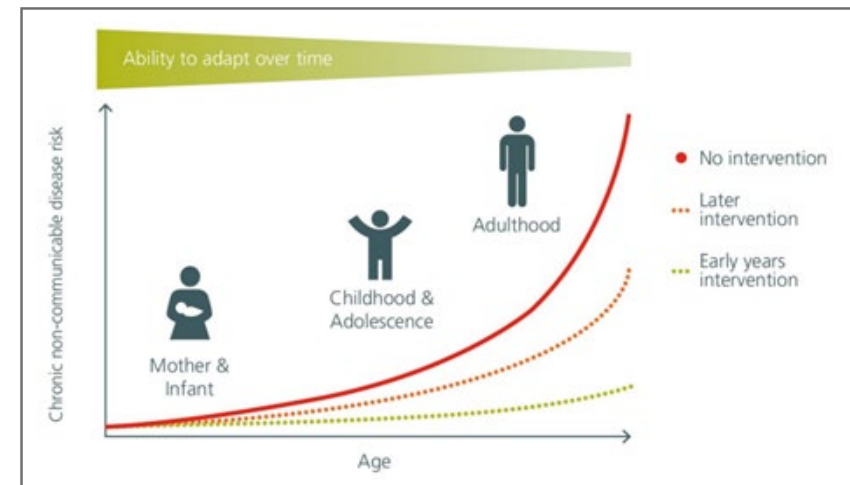 Ability to adapt over time
Chronic non-communicable disease risk
Mother &
Infant
Childhood &
Adolescence
Adulthood
Age
No intervention
Later
intervention
Early years
intervention